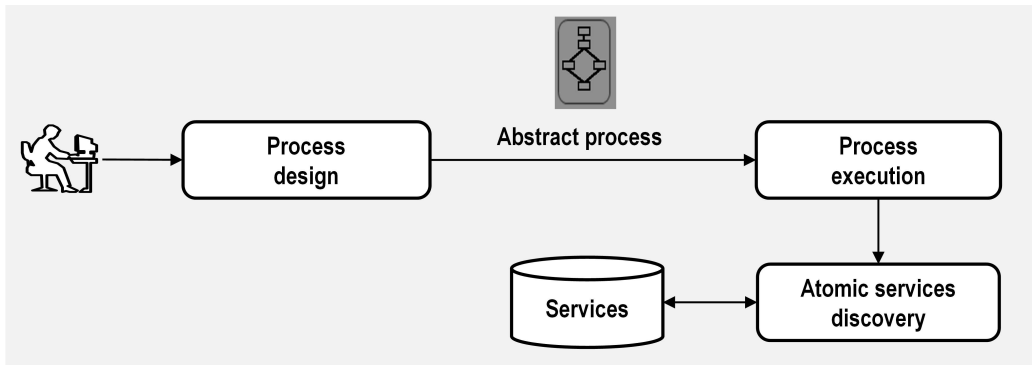 Process
design
Abstract process
Process
execution
Services
Atomic services
discovery